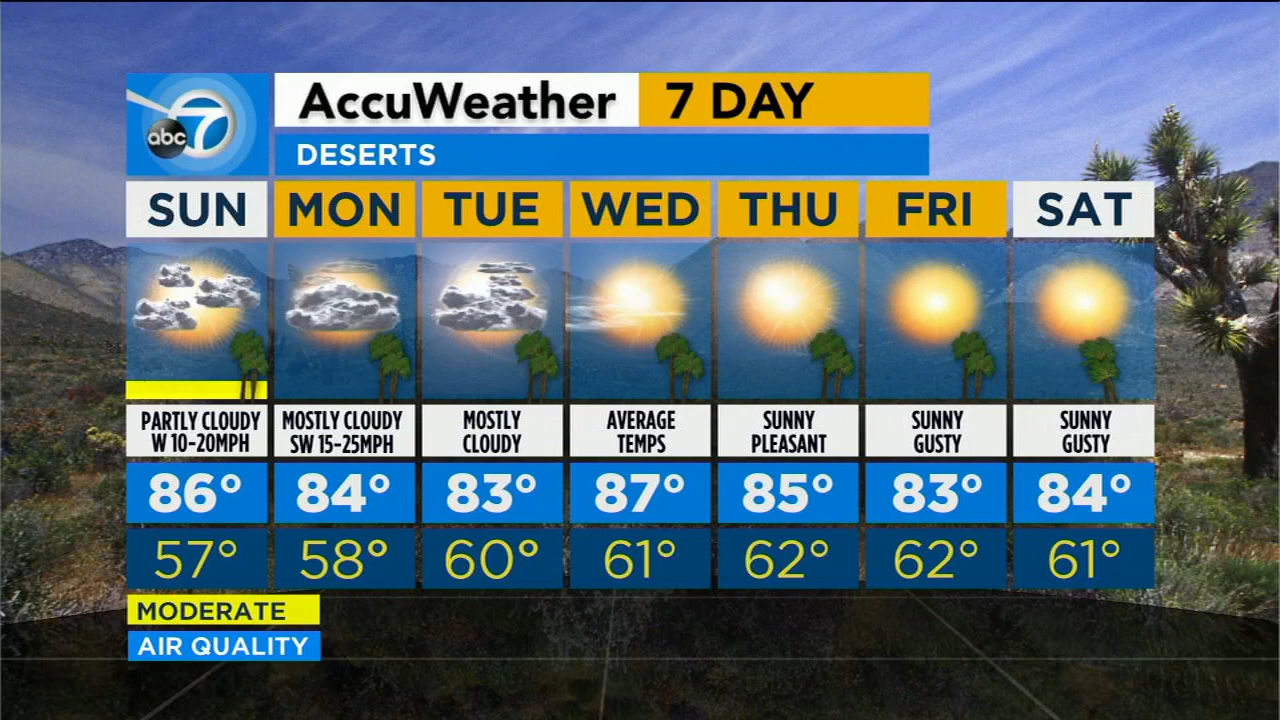 abc 7
AccuWeather 7 DAY
DESERTS
SUN MON TUE WED THU FRI SAT
PARTLY CLOUDY MOSTLY CLOUDY MOSTLY AVERAGE SUNNY SUNNY SUNNY
W 10-20MPH SW 15-25MPH CLOUDY TEMPS PLEASANT GUSTY GUSTY
86° 84° 83° 87° 85° 83° 84°
57° 58° 60° 61° 62° 62° 61°
MODERATE
AIR QUALITY